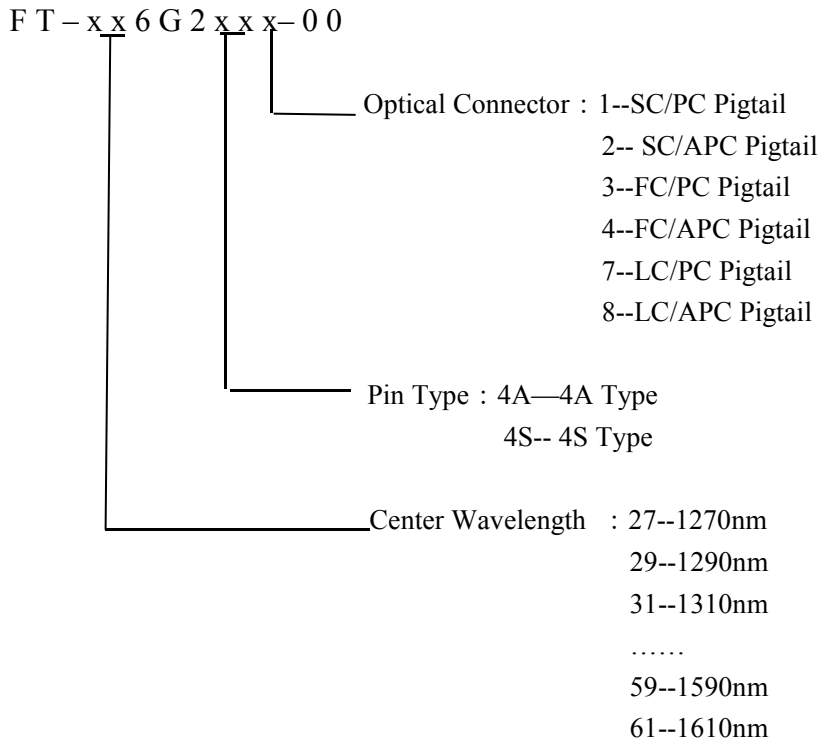 F T – x x 6 G 2 x x x – 0 0
Optical Connector : 1--SC/PC Pigtail
2-- SC/APC Pigtail
3--FC/PC Pigtail
4--FC/APC Pigtail
7--LC/PC Pigtail
8--LC/APC Pigtail
Pin Type : 4A—4A Type
4S-- 4S Type
Center Wavelength : 27--1270nm
29--1290nm
31--1310nm
……
59--1590nm
61--1610nm